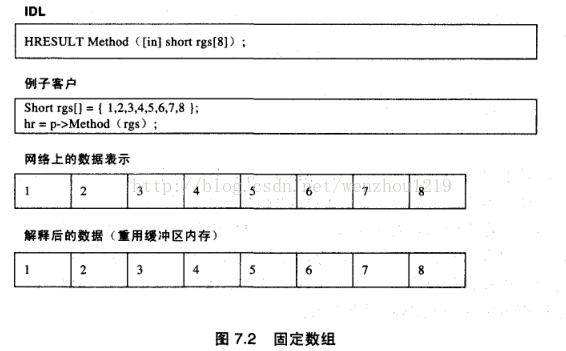 IDL
HRESULT Method（[in] short rgs[8]）;
例子客户
Short rgs[] = { 1,2,3,4,5,6,7,8 };
hr = p->Method（rgs）;
网络上的数据表示
1 2 3 4 5 6 7 8
http://blog.csdn.net/wenzhou1219
解释后的数据（重用缓冲区内存）
1 2 3 4 5 6 7 8
图 7.2 固定数组